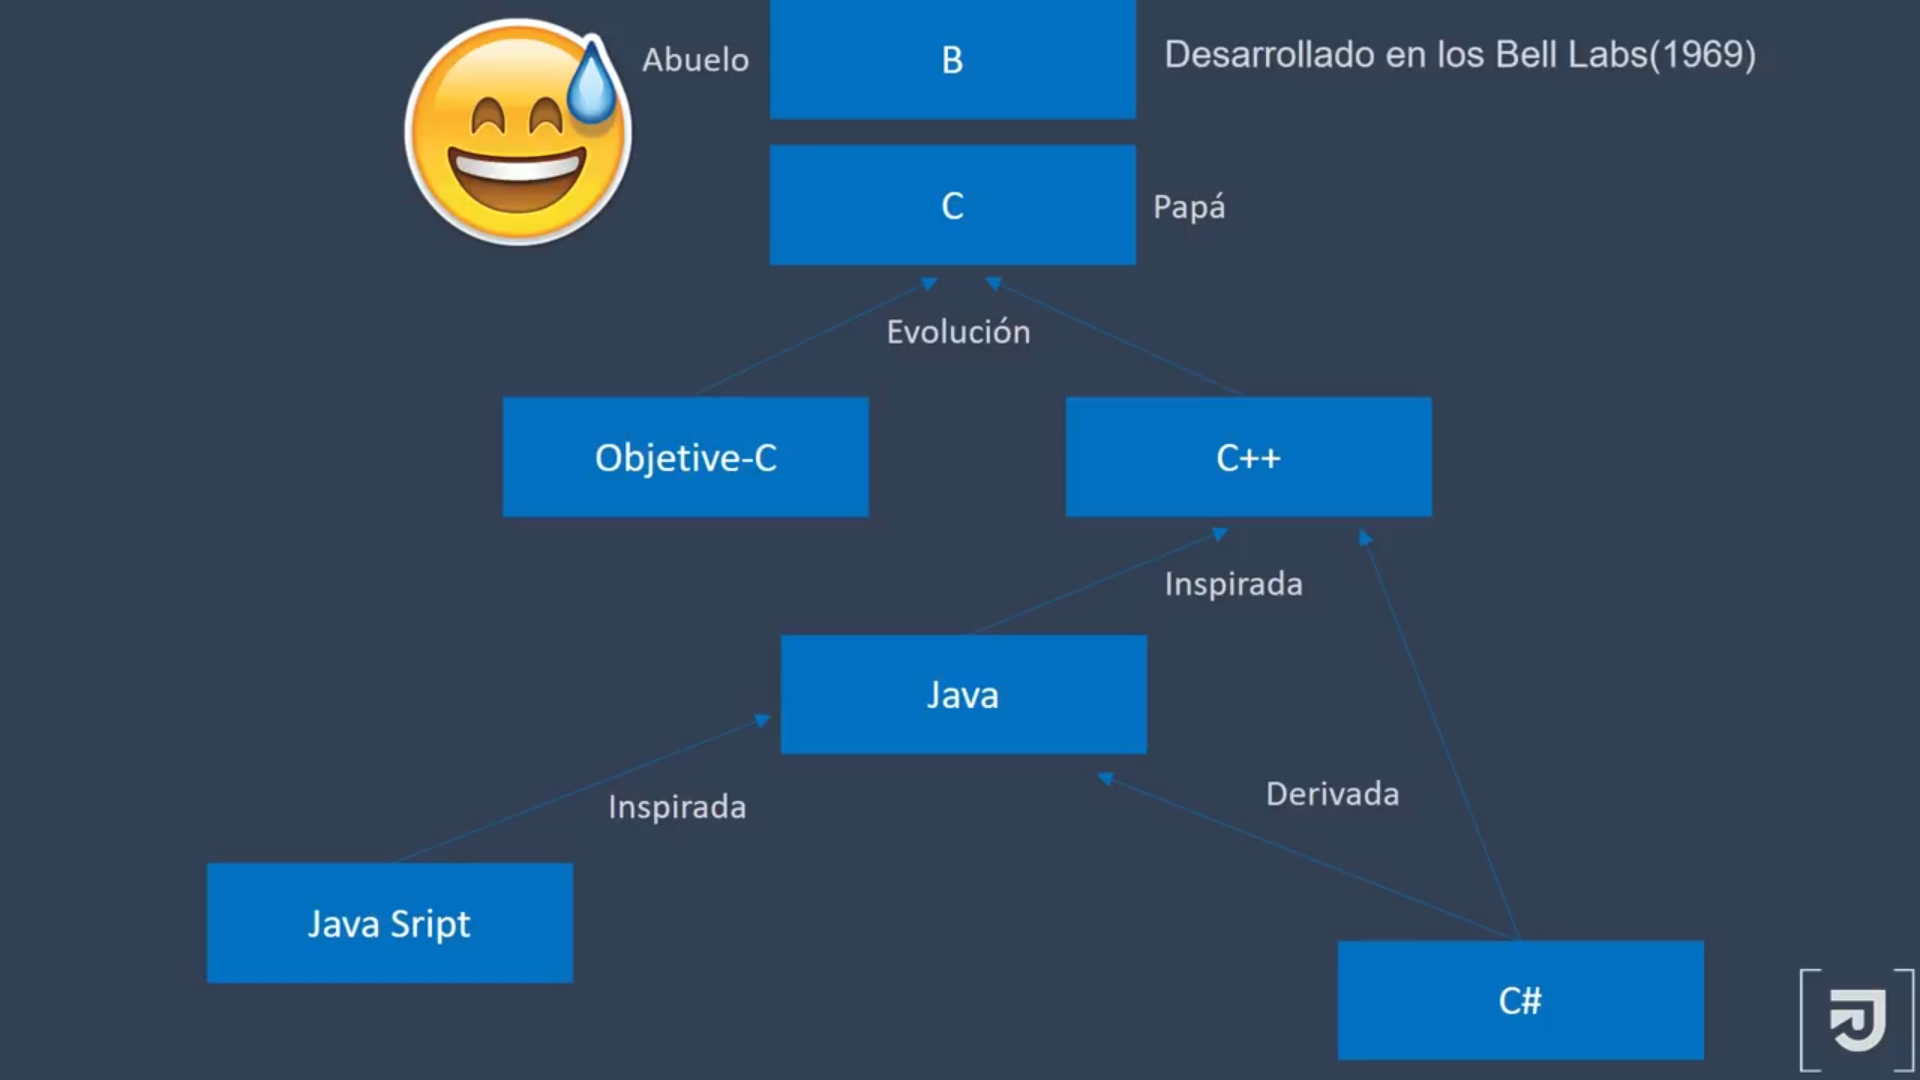 Abuelo
B
Desarrollado en los Bell Labs(1969)
C
Papá
Evolución
Objetive-C
C++
Inspirada
Java
Inspirada
Derivada
Java Sript
C#